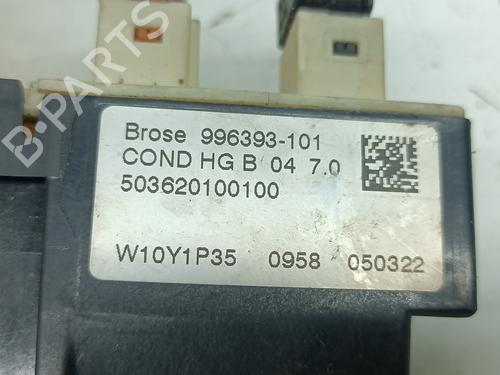 B-PARTS
Brose 996393-101
COND HG B 04 7.0
503620100100
W10Y1P35 0958 050322